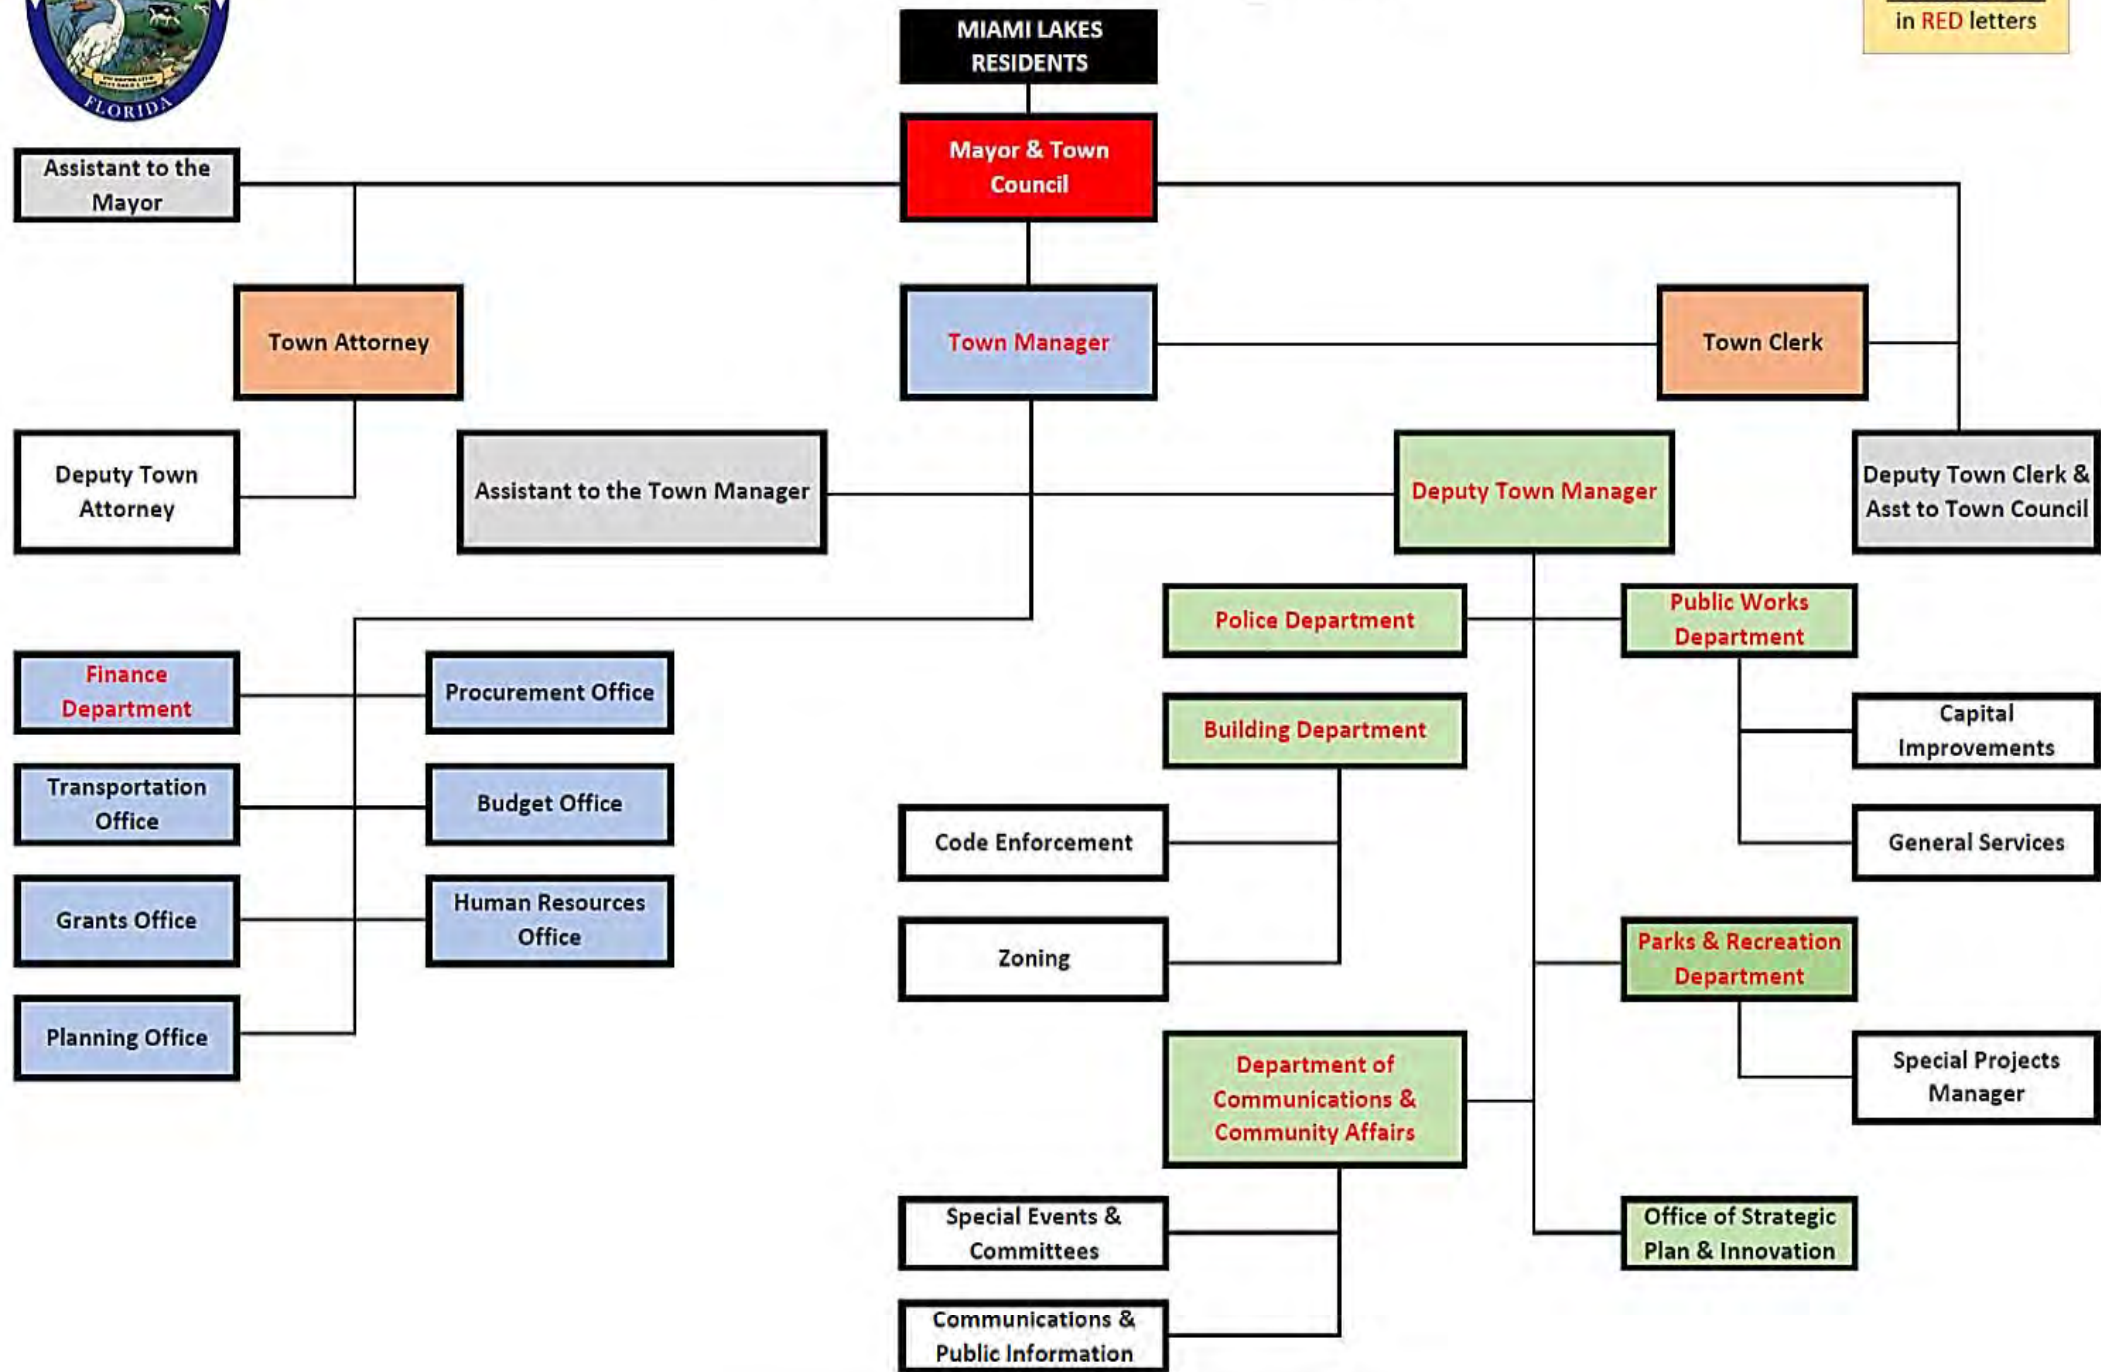 FLORIDA
in RED letters
MIAMI LAKES
RESIDENTS
Mayor & Town
Council
Assistant to the
Mayor
Town Attorney
Town Manager
Town Clerk
Deputy Town
Attorney
Assistant to the Town Manager
Deputy Town Manager
Deputy Town Clerk &
Asst to Town Council
Police Department
Public Works
Department
Finance
Department
Procurement Office
Building Department
Capital
Improvements
Transportation
Office
Budget Office
Code Enforcement
General Services
Grants Office
Human Resources
Office
Zoning
Parks & Recreation
Department
Planning Office
Department of
Communications &
Community Affairs
Special Projects
Manager
Special Events &
Committees
Office of Strategic
Plan & Innovation
Communications &
Public Information